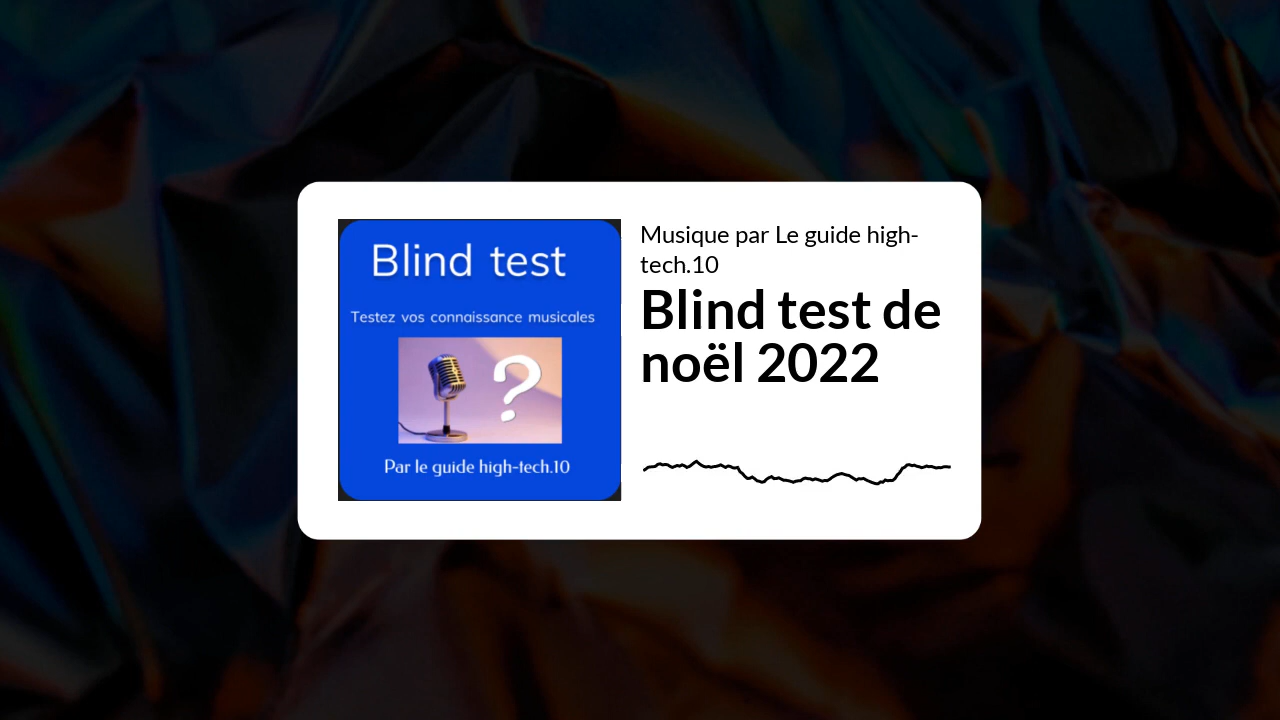 Blind test
Testez vos connaissance musicales
?
Par le guide high-tech.10
Musique par Le guide high-
tech.10
Blind test de
noël 2022